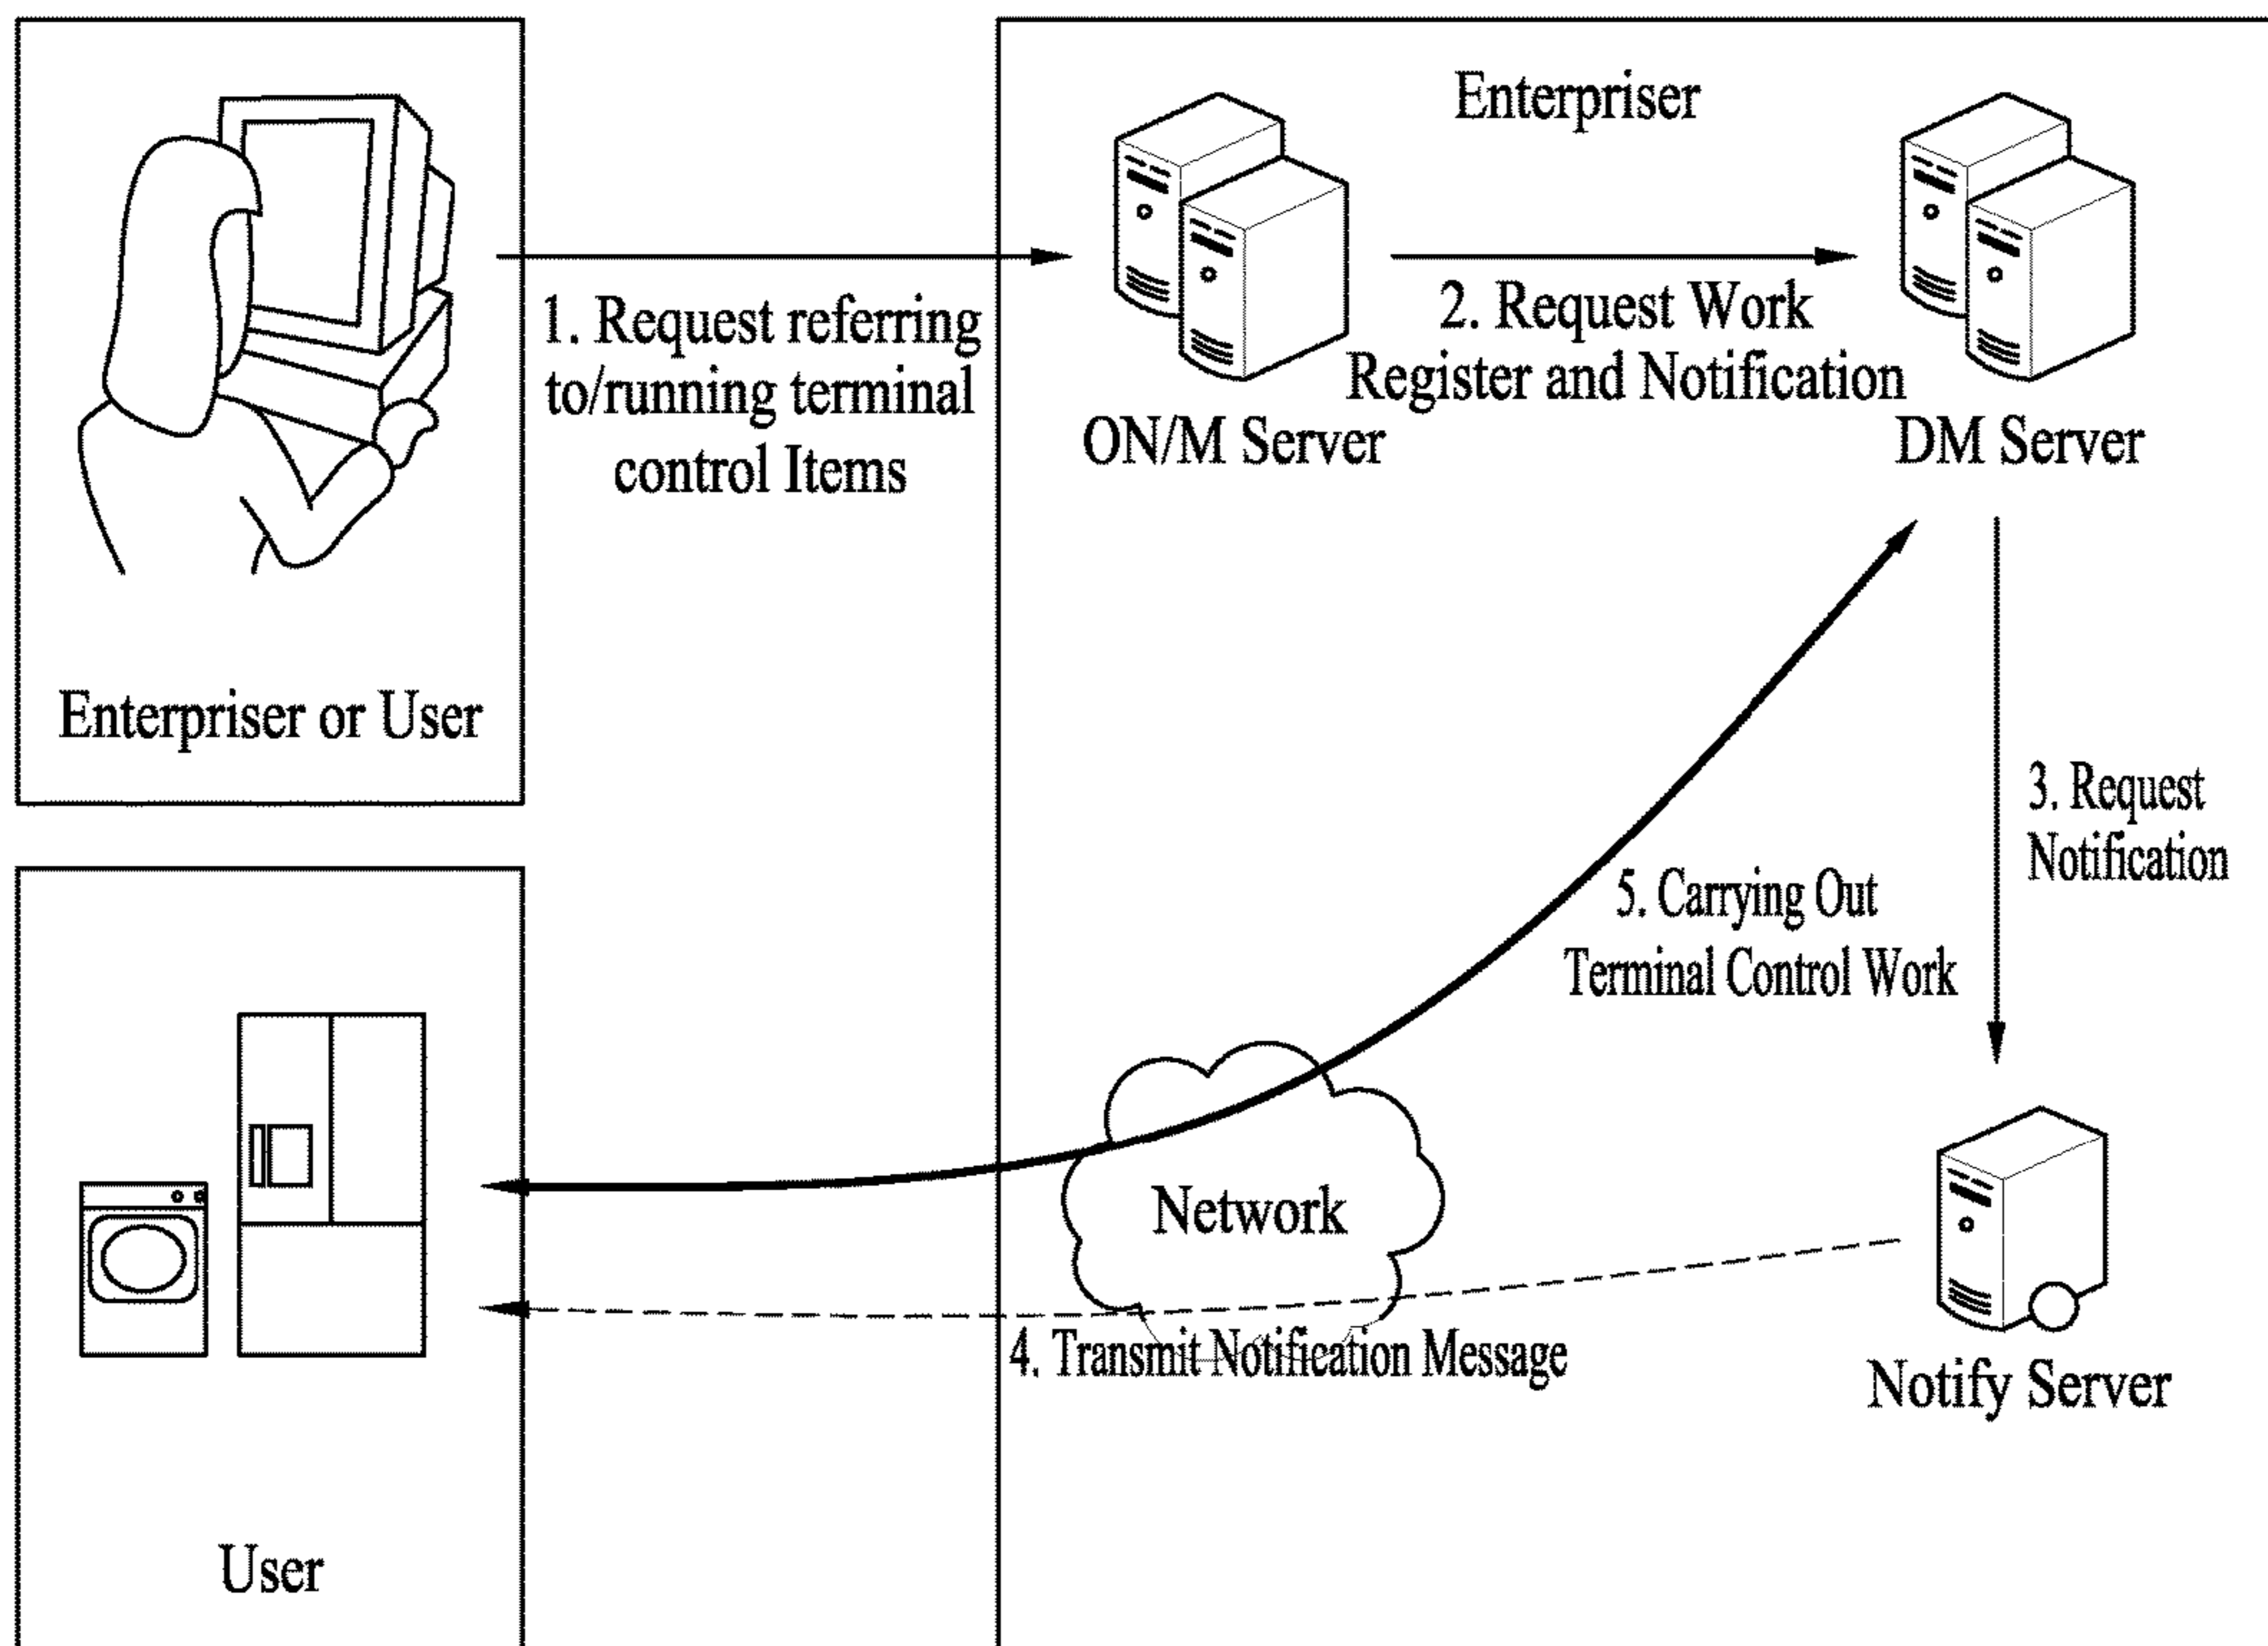 Enterpriser
1. Request referring
to/running terminal
control Items
2. Request Work
Register and Notification
ON/M Server
DM Server
Enterpriser or User
3. Request
Notification
5. Carrying Out
Terminal Control Work
Network
4. Transmit Notification Message
Notify Server
User